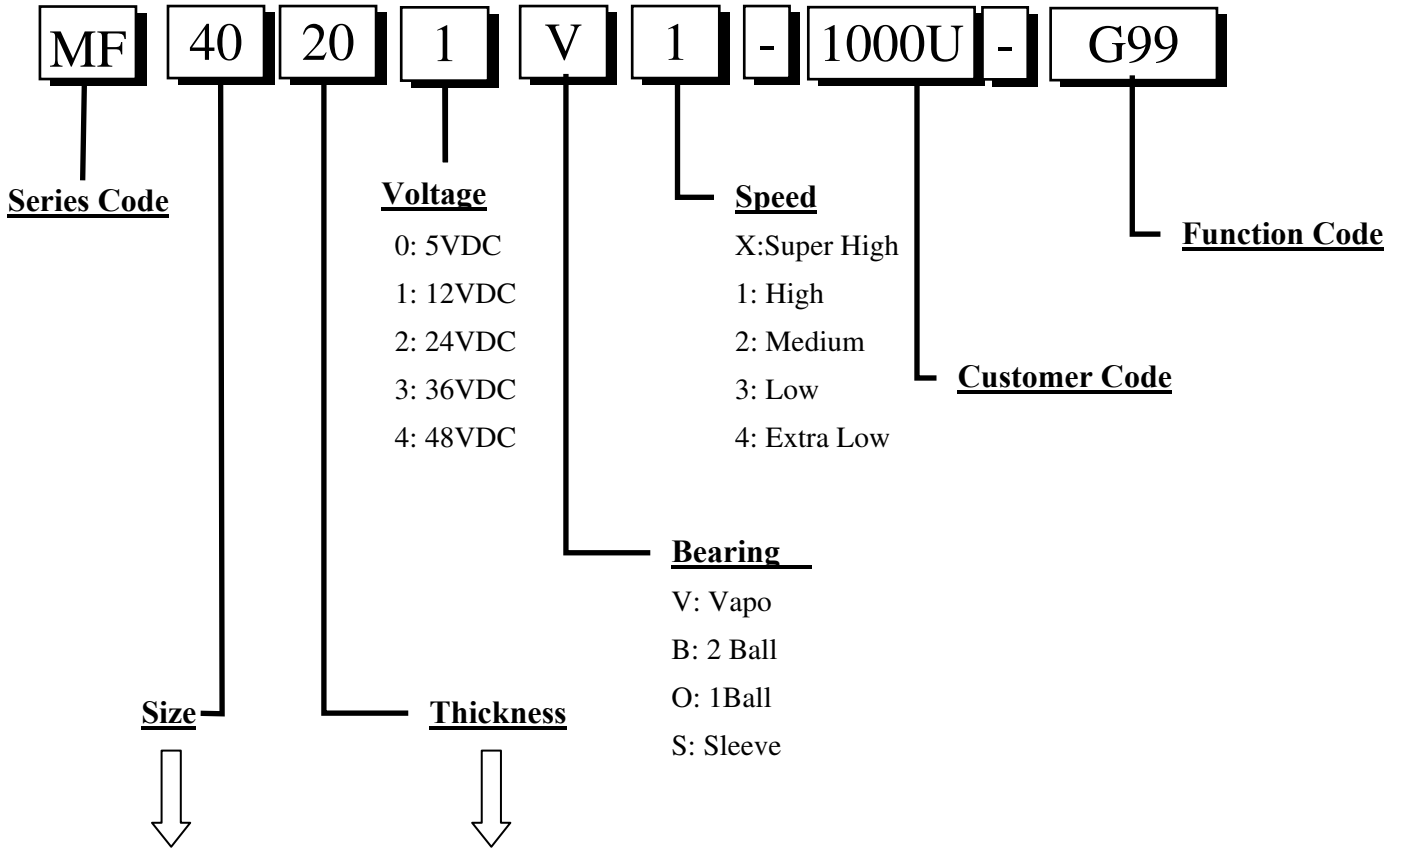 MF 40 20 1 V 1 - 1000U - G99
Series Code
Voltage
0: 5VDC
1: 12VDC
2: 24VDC
3: 36VDC
4: 48VDC
Speed
X:Super High
1: High
2: Medium
3: Low
4: Extra Low
Function Code
Customer Code
Bearing
V: Vapo
B: 2 Ball
O: 1Ball
S: Sleeve
Size
Thickness